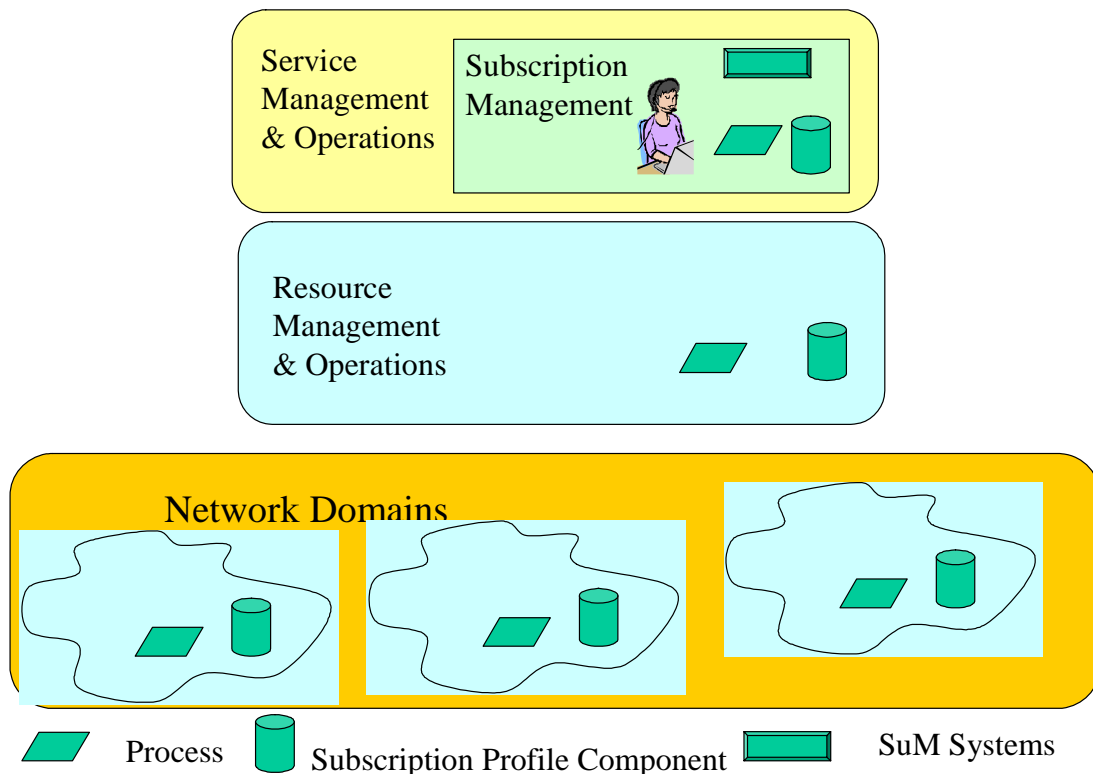 Service
Management
& Operations
Subscription
Management
Resource
Management
& Operations
Network Domains
Process
Subscription Profile Component
SuM Systems